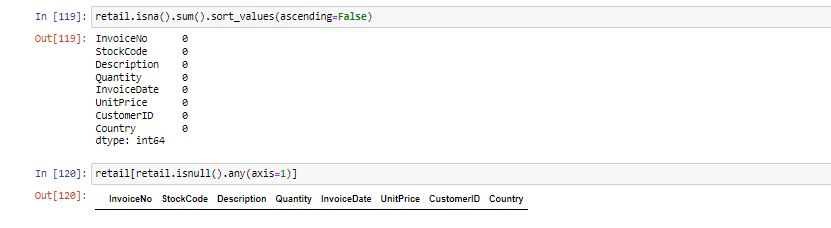 In [119]: retail.isna().sum().sort_values(ascending=False)
Out[119]: InvoiceNo 0
StockCode 0
Description 0
Quantity 0
InvoiceDate 0
UnitPrice 0
CustomerID 0
Country 0
dtype: int64
In [120]: retail[retail.isnull().any(axis=1)]
Out[120]:
InvoiceNo StockCode Description Quantity InvoiceDate UnitPrice CustomerID Country